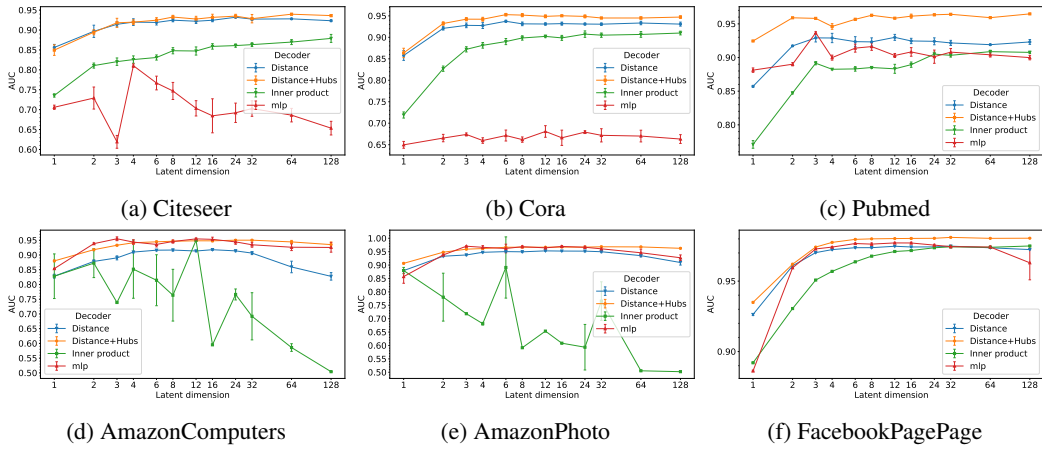 0.95
0.90
0.85
0.80
0.75
0.70
0.65
0.60
AUC
Decoder
Distance
Distance+Hubs
Inner product
mlp
1 2 3 4 6 8 12 16 24 32 64 128
Latent dimension
(a) Citeseer
0.95
0.90
0.85
0.80
0.75
0.70
0.65
AUC
Decoder
Distance
Distance+Hubs
Inner product
mlp
1 2 3 4 6 8 12 16 24 32 64 128
Latent dimension
(b) Cora
0.95
0.90
0.85
0.80
AUC
Decoder
Distance
Distance+Hubs
Inner product
mlp
1 2 3 4 6 8 12 16 24 32 64 128
Latent dimension
(c) Pubmed
0.95
0.90
0.85
0.80
0.75
0.70
0.65
0.60
0.55
0.50
AUC
Decoder
Distance
Distance+Hubs
Inner product
mlp
1 2 3 4 6 8 12 16 24 32 64 128
Latent dimension
(d) AmazonComputers
1.00
0.95
0.90
0.85
0.80
0.75
0.70
0.65
0.60
0.55
0.50
AUC
Decoder
Distance
Distance+Hubs
Inner product
mlp
1 2 3 4 6 8 12 16 24 32 64 128
Latent dimension
(e) AmazonPhoto
0.95
0.90
AUC
Decoder
Distance
Distance+Hubs
Inner product
mlp
1 2 3 4 6 8 12 16 24 32 64 128
Latent dimension
(f) FacebookPagePage